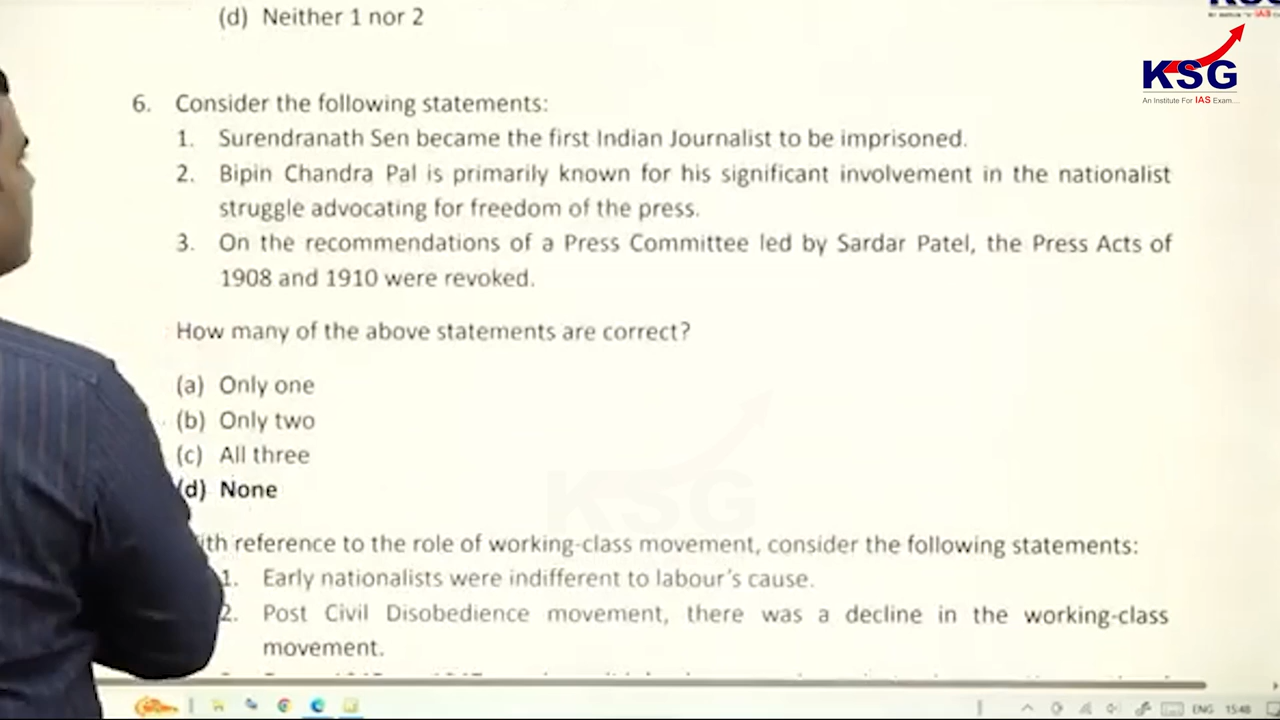 (d) Neither 1 nor 2
KSG
An Institute For IAS Exam...
6. Consider the following statements:
1. Surendranath Sen became the first Indian Journalist to be imprisoned.
2. Bipin Chandra Pal is primarily known for his significant involvement in the nationalist
struggle advocating for freedom of the press.
3. On the recommendations of a Press Committee led by Sardar Patel, the Press Acts of
1908 and 1910 were revoked.
How many of the above statements are correct?
(a) Only one
(b) Only two
(c) All three
(d) None
KSG
ith reference to the role of working-class movement, consider the following statements:
1. Early nationalists were indifferent to labour's cause.
2. Post Civil Disobedience movement, there was a decline in the working-class
movement.
ENG 15:48